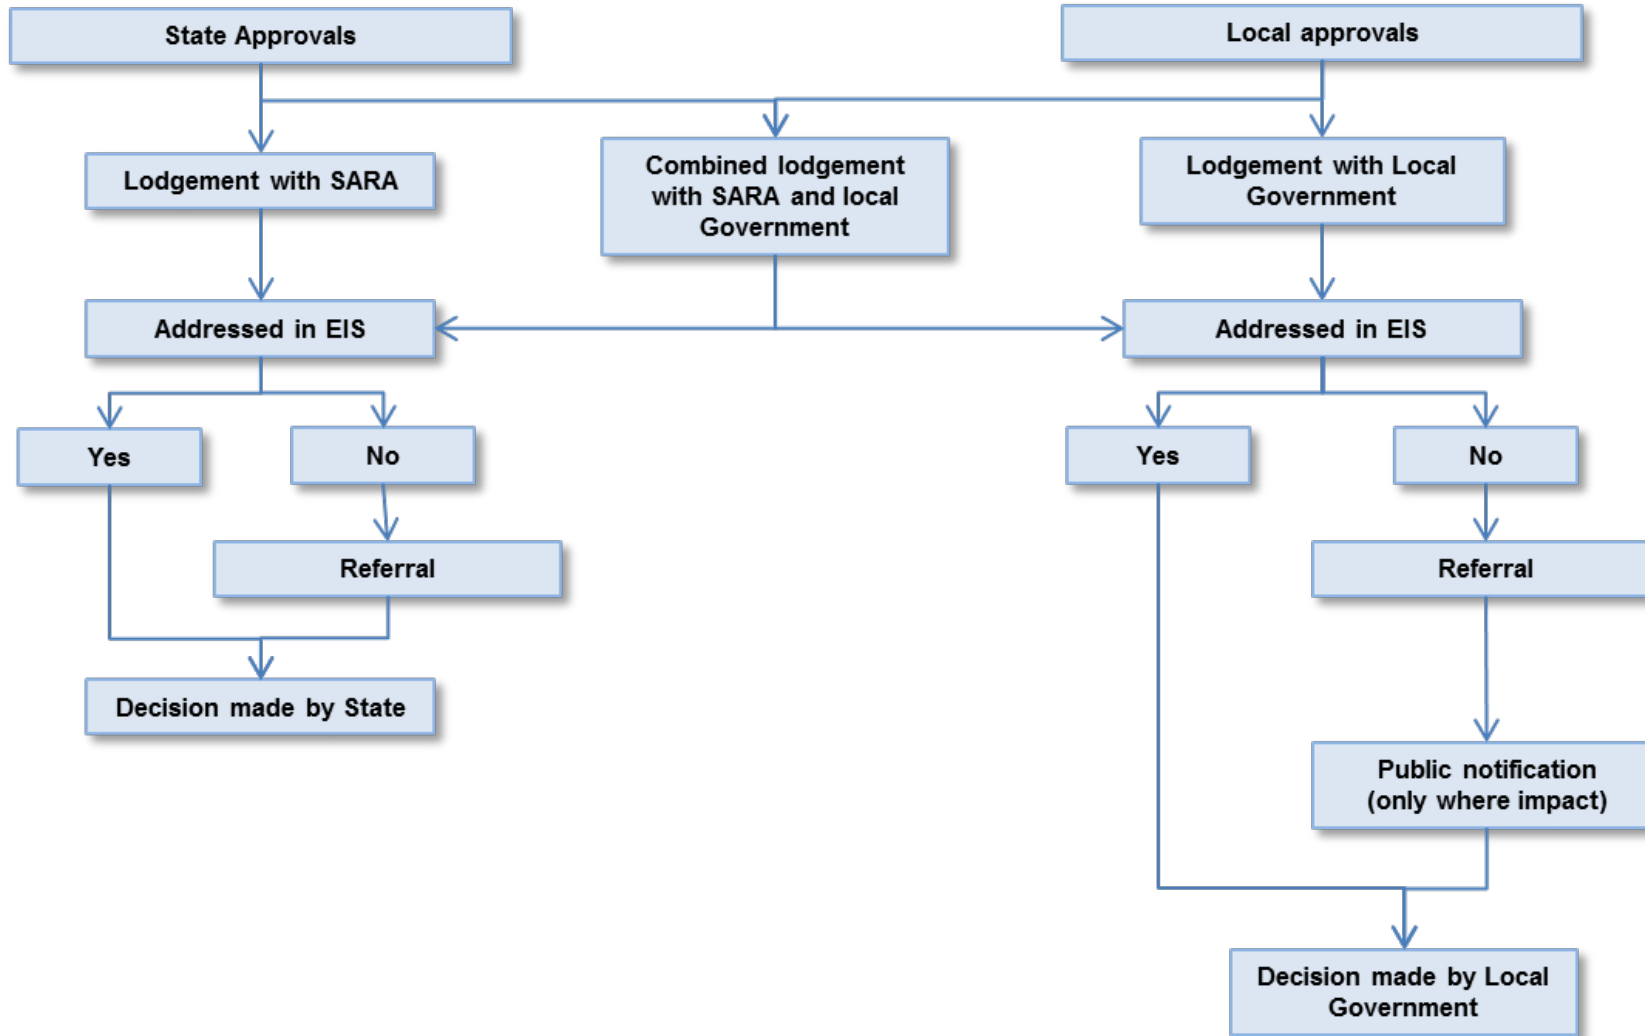 State Approvals
Local approvals
Lodgement with SARA
Combined lodgement
with SARA and local
Government
Lodgement with Local
Government
Addressed in EIS
Addressed in EIS
Yes
No
Yes
No
Referral
Referral
Decision made by State
Public notification
(only where impact)
Decision made by Local
Government